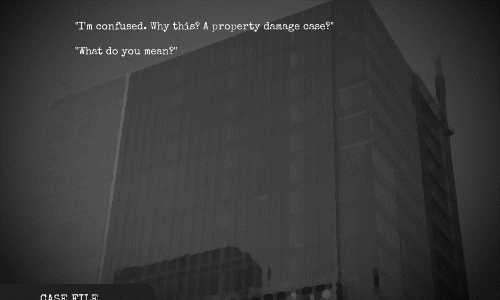 "I'm confused. Why this? A property damage case?"
"What do you mean?"
CASE FILE